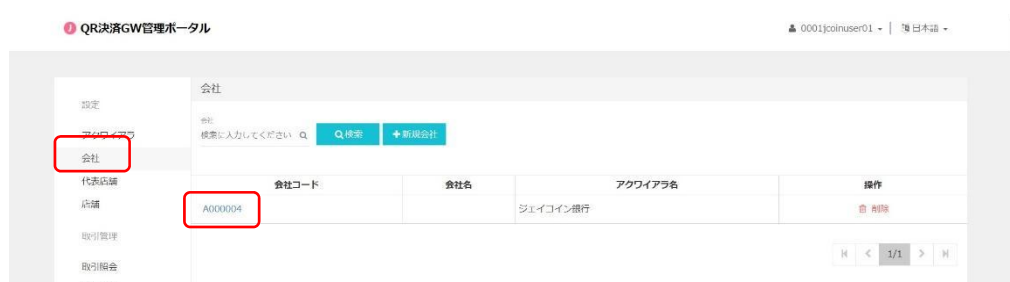 QR決済GW管理ポータル
0001jcoinuser01
日本語
設定
アクワイアラ
会社
代表店舗
店舗
取引管理
取引照会
会社
会社
検索に入力してください
検索
+新規会社
会社コード 会社名 アクワイアラ名 操作
A000004 ジェイコイン銀行 削除
1/1